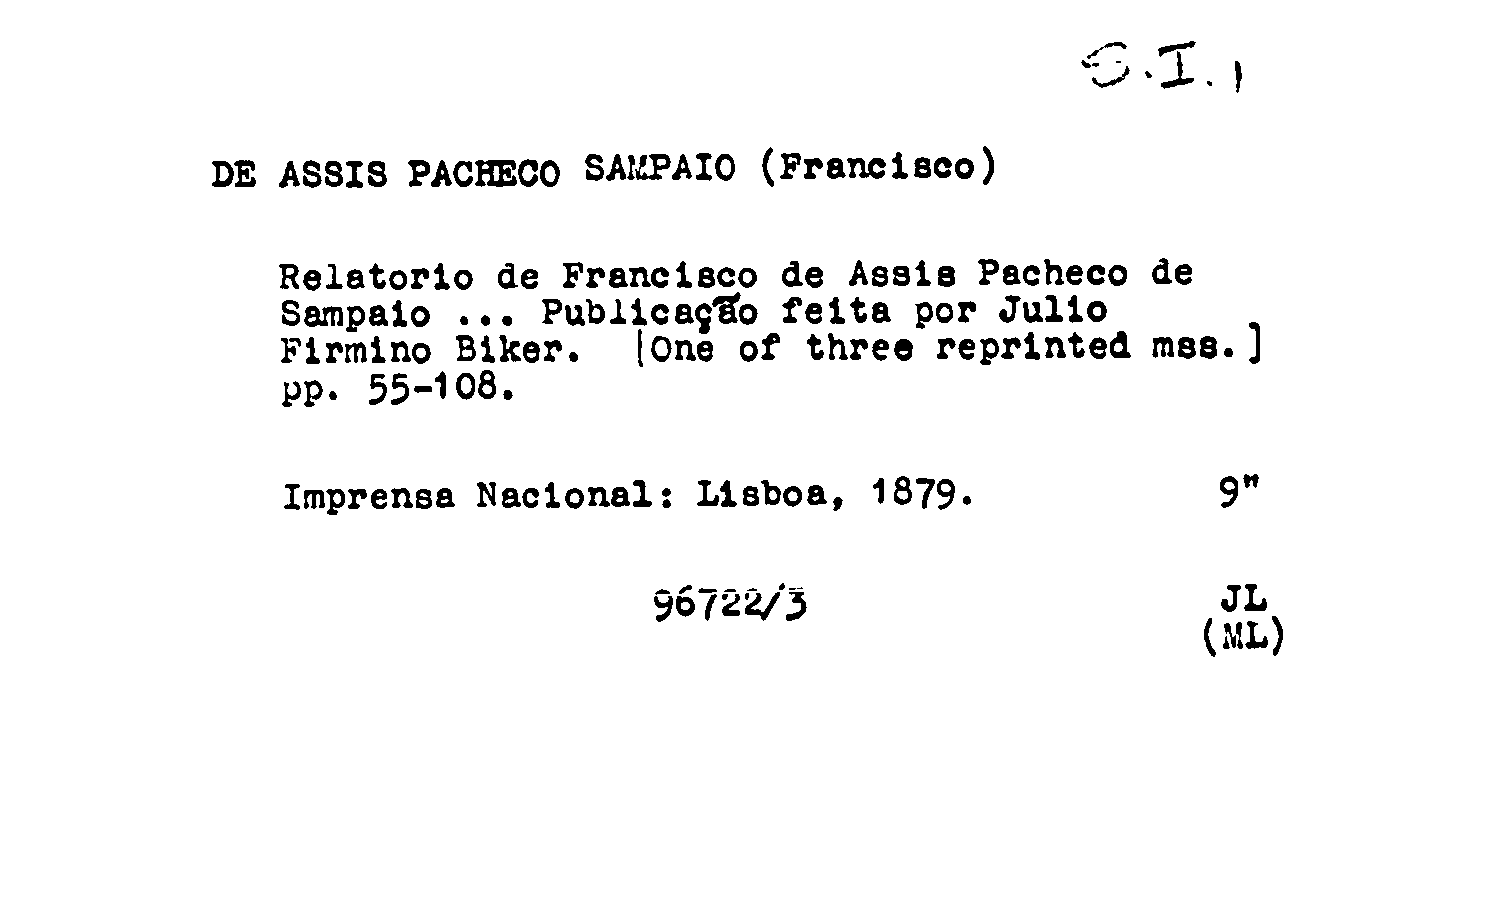 S.I.1
DE ASSIS PACHECO SAMPAIO (Francisco)
Relatorio de Francisco de Assis Pacheco de
Sampaio ... Publicação feita por Julio
Firmino Biker. [One of three reprinted mss.]
pp. 55-108.
Imprensa Nacional: Lisboa, 1879. 9"
96722/3 JL
(ML)